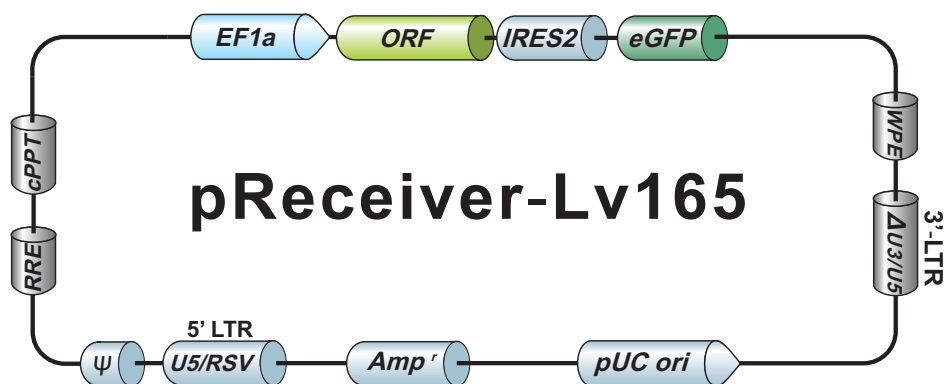 EF1a
ORF
IRES2
eGFP
cPPT
WPE
pReceiver-Lv165
RRE
ΔU3/U5
3'-LTR
5' LTR
Ψ
U5/RSV
Amp r
pUC ori